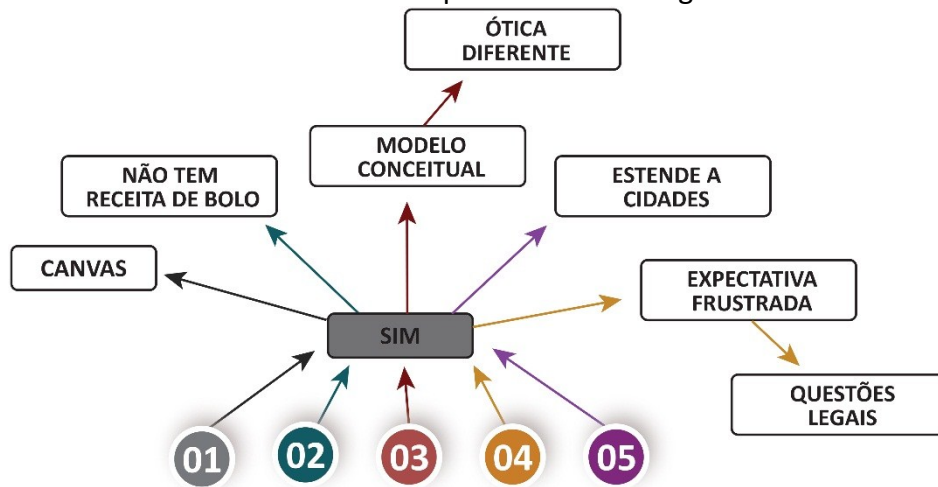 ÓTICA
DIFERENTE
MODELO
CONCEITUAL
NÃO TEM
RECEITA DE BOLO
ESTENDE A
CIDADES
CANVAS
EXPECTATIVA
FRUSTRADA
SIM
QUESTÕES
LEGAIS
01
02
03
04
05